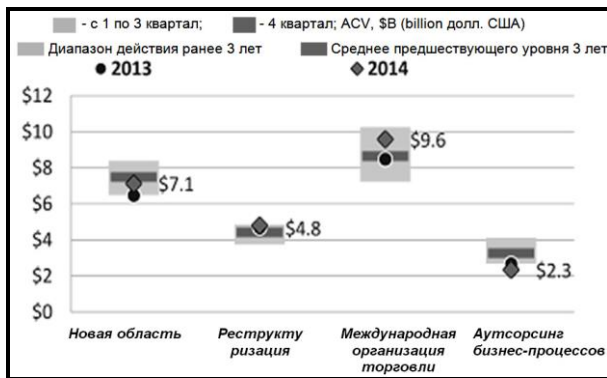 - с 1 по 3 квартал; - 4 квартал; ACV, $B (billion долл. США)
Диапазон действия ранее 3 лет Среднее предшествующего уровня 3 лет
2013 2014
$12
$10
$8
$6
$4
$2
$0
$7.1
$4.8
$9.6
$2.3
Новая область
Реструкту
ризация
Международная
организация
торговли
Аутсорсинг
бизнес-процессов